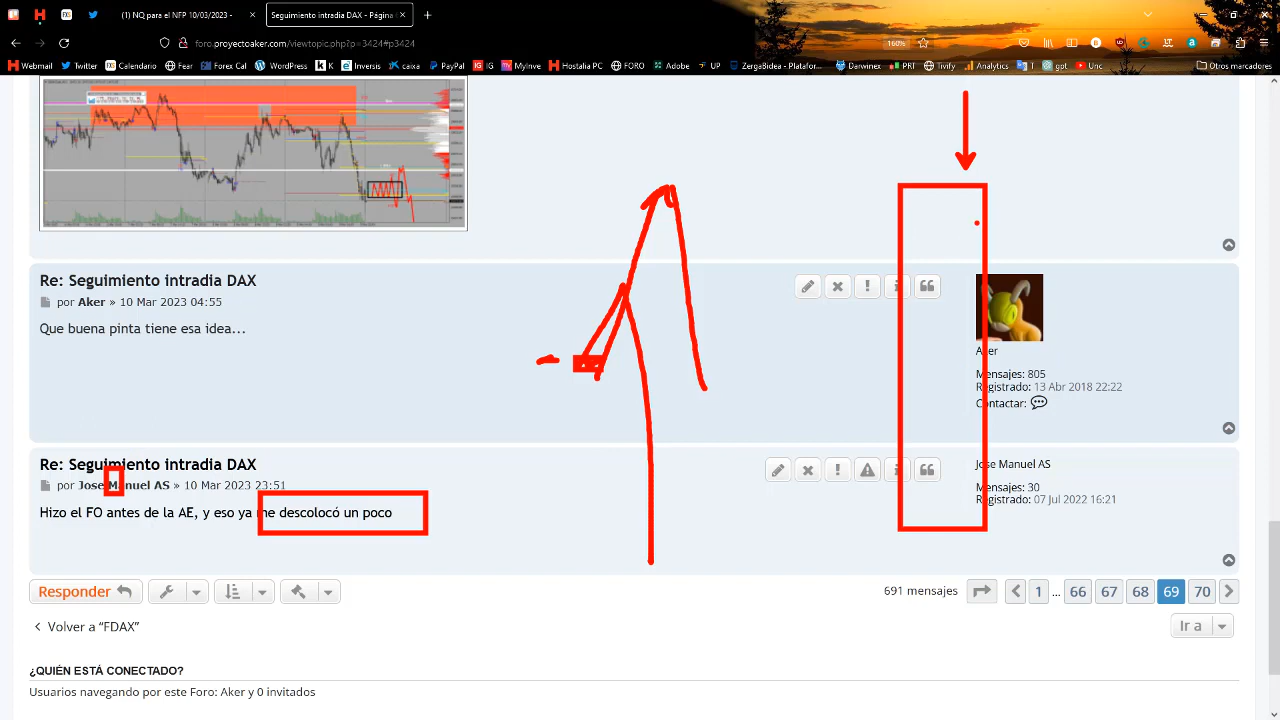 (1) NQ para el NFP 10/03/2023 -
Seguimiento intradia DAX - Página
foro.proyectoaker.com/viewtopic.php?p=3424#p3424
160%
Webmail Twitter Calendario Fear Forex Cal WordPress K Inversis caixa PayPal IG MyInve Hostalia PC FORO Adobe UP ZergaBidea - Platafor... Darwinex PRT Tivify Analytics T gpt Unc Otros marcadores
Re: Seguimiento intradia DAX
por Aker » 10 Mar 2023 04:55
Que buena pinta tiene esa idea...
Aker
Mensajes: 805
Registrado: 13 Abr 2018 22:22
Contactar:
Re: Seguimiento intradia DAX
por Jose Manuel AS » 10 Mar 2023 23:51
Hizo el FO antes de la AE, y eso ya me descolocó un poco
Jose Manuel AS
Mensajes: 30
Registrado: 07 Jul 2022 16:21
Responder
691 mensajes 1 ... 66 67 68 69 70
Volver a “FDAX”
Ir a
¿QUIÉN ESTÁ CONECTADO?
Usuarios navegando por este Foro: Aker y 0 invitados